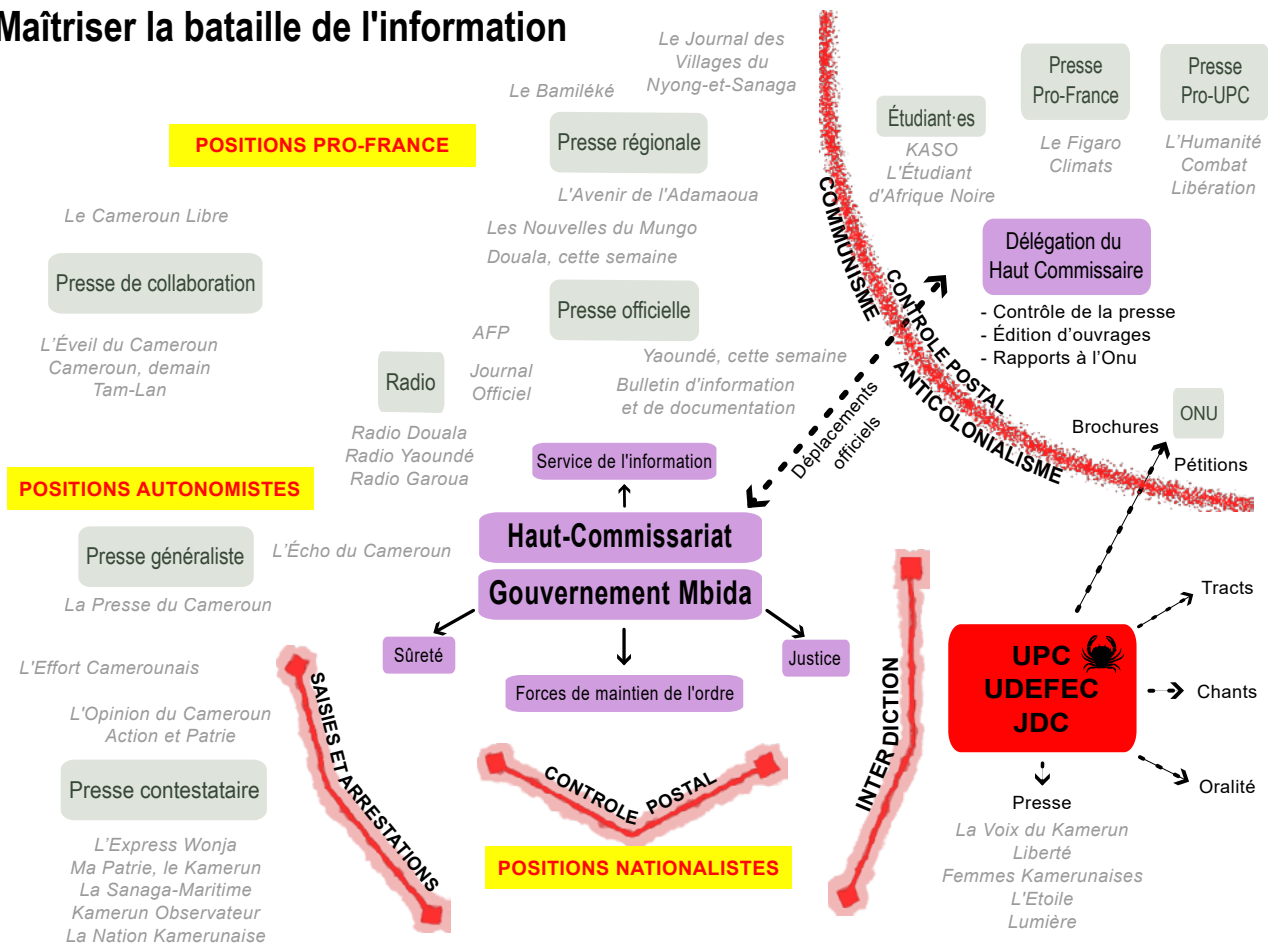 Maîtriser la bataille de l'information
Le Journal des
Villages du
Nyong-et-Sanaga
Le Bamiléké
POSITIONS PRO-FRANCE
Presse régionale
L'Avenir de l'Adamaoua
Les Nouvelles du Mungo
Douala, cette semaine
Le Cameroun Libre
Presse de collaboration
L'Éveil du Cameroun
Cameroun, demain
Tam-Lan
Presse officielle
AFP
Journal
Officiel
Yaoundé, cette semaine
Bulletin d'information
et de documentation
Radio
Radio Douala
Radio Yaoundé
Radio Garoua
Étudiant·es
KASO
L'Étudiant
d'Afrique Noire
Presse
Pro-France
Le Figaro
Climats
Presse
Pro-UPC
L'Humanité
Combat
Libération
COMMUNISME
CONTROLE POSTAL
ANTICOLONIALISME
Délégation du
Haut Commissaire
- Contrôle de la presse
- Édition d'ouvrages
- Rapports à l'Onu
Déplacements
officiels
Brochures
ONU
Pétitions
Service de l'information
Haut-Commissariat
Gouvernement Mbida
Sûreté
Justice
Forces de maintien de l'ordre
POSITIONS AUTONOMISTES
Presse généraliste
L'Écho du Cameroun
La Presse du Cameroun
L'Effort Camerounais
L'Opinion du Cameroun
Action et Patrie
Presse contestataire
L'Express Wonja
Ma Patrie, le Kamerun
La Sanaga-Maritime
Kamerun Observateur
La Nation Kamerunaise
SAISIES ET ARRESTATIONS
CONTROLE POSTAL
INTERDICTION
POSITIONS NATIONALISTES
UPC
UDEFEC
JDC
Tracts
Chants
Oralité
Presse
La Voix du Kamerun
Liberté
Femmes Kamerunaises
L'Etoile
Lumière